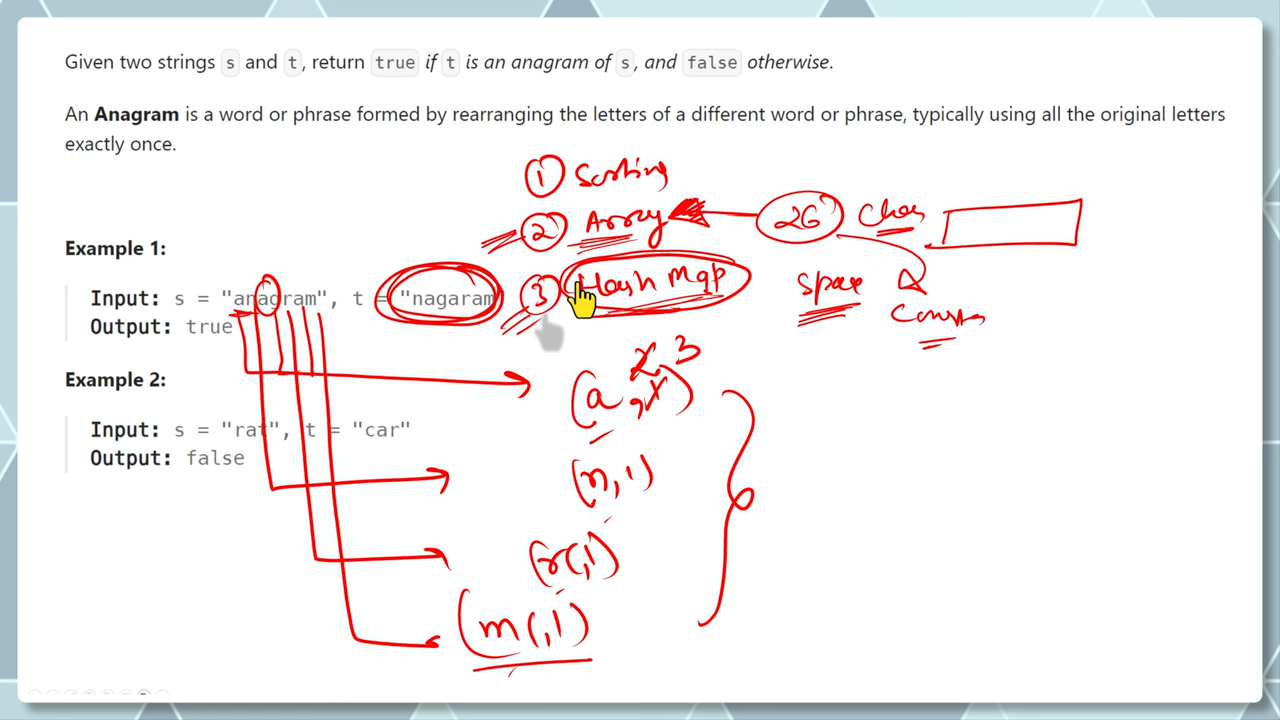 Given two strings s and t, return true if t is an anagram of s, and false otherwise.
An Anagram is a word or phrase formed by rearranging the letters of a different word or phrase, typically using all the original letters
exactly once.
① Sorting
② Array
26 Char
③ Hash Map
Space
Example 1:
Input: s = "anagram", t = "nagaram
Output: true
Example 2:
Input: s = "rat", t = "car"
Output: false
(a, 1) 2, 3
(n, 1)
(r, 1)
(m, 1)